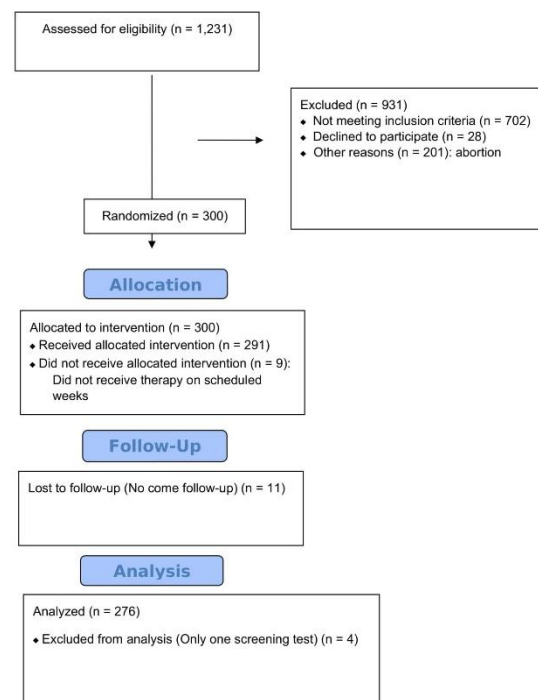 Assessed for eligibility (n = 1,231)
Excluded (n = 931)
⬥ Not meeting inclusion criteria (n = 702)
⬥ Declined to participate (n = 28)
⬥ Other reasons (n = 201): abortion
Randomized (n = 300)
Allocation
Allocated to intervention (n = 300)
⬥ Received allocated intervention (n = 291)
⬥ Did not receive allocated intervention (n = 9):
Did not receive therapy on scheduled
weeks
Follow-Up
Lost to follow-up (No come follow-up) (n = 11)
Analysis
Analyzed (n = 276)
⬥ Excluded from analysis (Only one screening test) (n = 4)